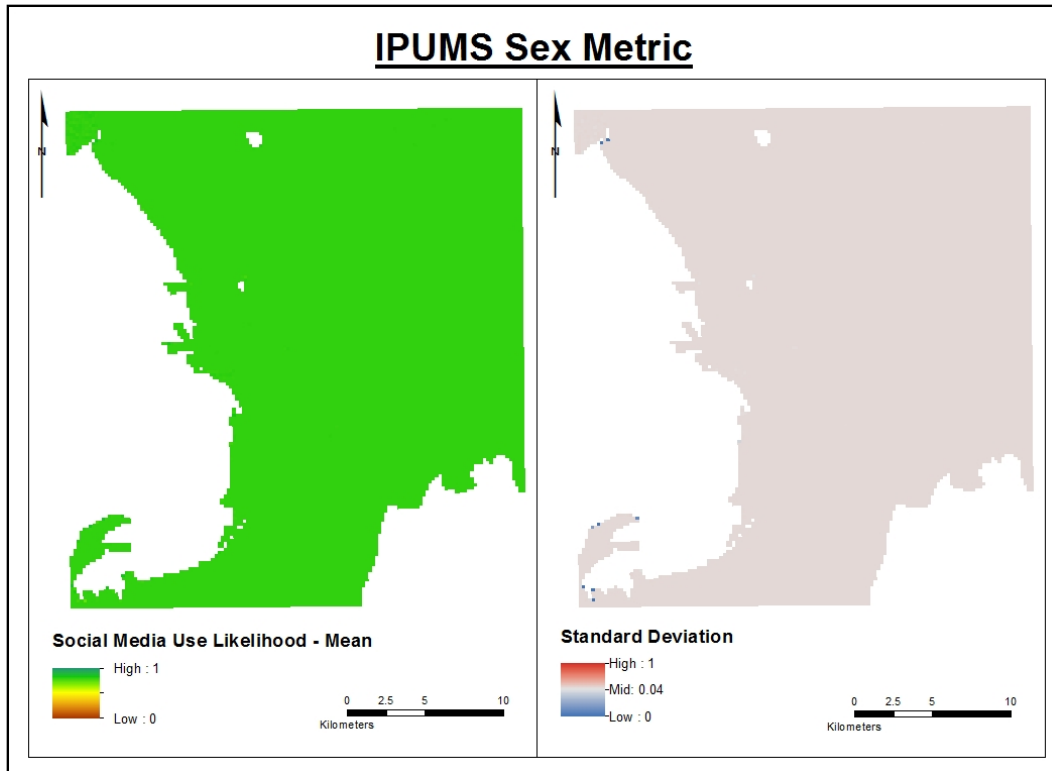 IPUMS Sex Metric
N
N
Social Media Use Likelihood - Mean
High : 1
Low : 0
0 2.5 5 10
Kilometers
Standard Deviation
High : 1
Mid: 0.04
Low : 0
0 2.5 5 10
Kilometers